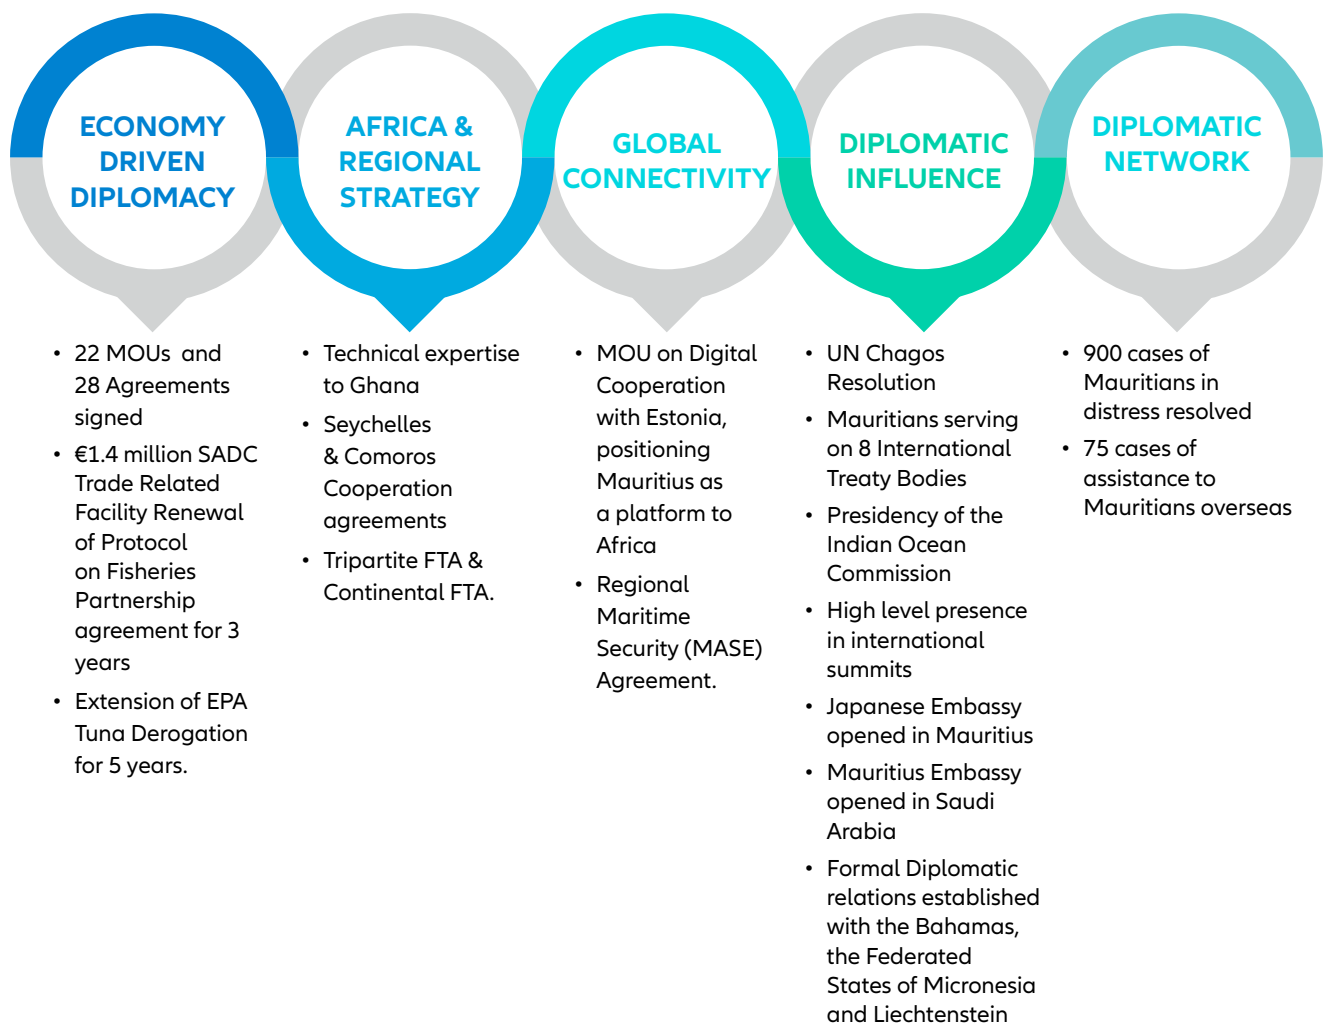 ECONOMY
DRIVEN
DIPLOMACY
• 22 MOUs and
28 Agreements
signed
• €1.4 million SADC
Trade Related
Facility Renewal
of Protocol
on Fisheries
Partnership
agreement for 3
years
• Extension of EPA
Tuna Derogation
for 5 years.
AFRICA &
REGIONAL
STRATEGY
• Technical expertise
to Ghana
• Seychelles
& Comoros
Cooperation
agreements
• Tripartite FTA &
Continental FTA.
GLOBAL
CONNECTIVITY
• MOU on Digital
Cooperation
with Estonia,
positioning
Mauritius as
a platform to
Africa
• Regional
Maritime
Security (MASE)
Agreement.
DIPLOMATIC
INFLUENCE
• UN Chagos
Resolution
• Mauritians serving
on 8 International
Treaty Bodies
• Presidency of the
Indian Ocean
Commission
• High level presence
in international
summits
• Japanese Embassy
opened in Mauritius
• Mauritius Embassy
opened in Saudi
Arabia
• Formal Diplomatic
relations established
with the Bahamas,
the Federated
States of Micronesia
and Liechtenstein
DIPLOMATIC
NETWORK
• 900 cases of
Mauritians in
distress resolved
• 75 cases of
assistance to
Mauritians overseas